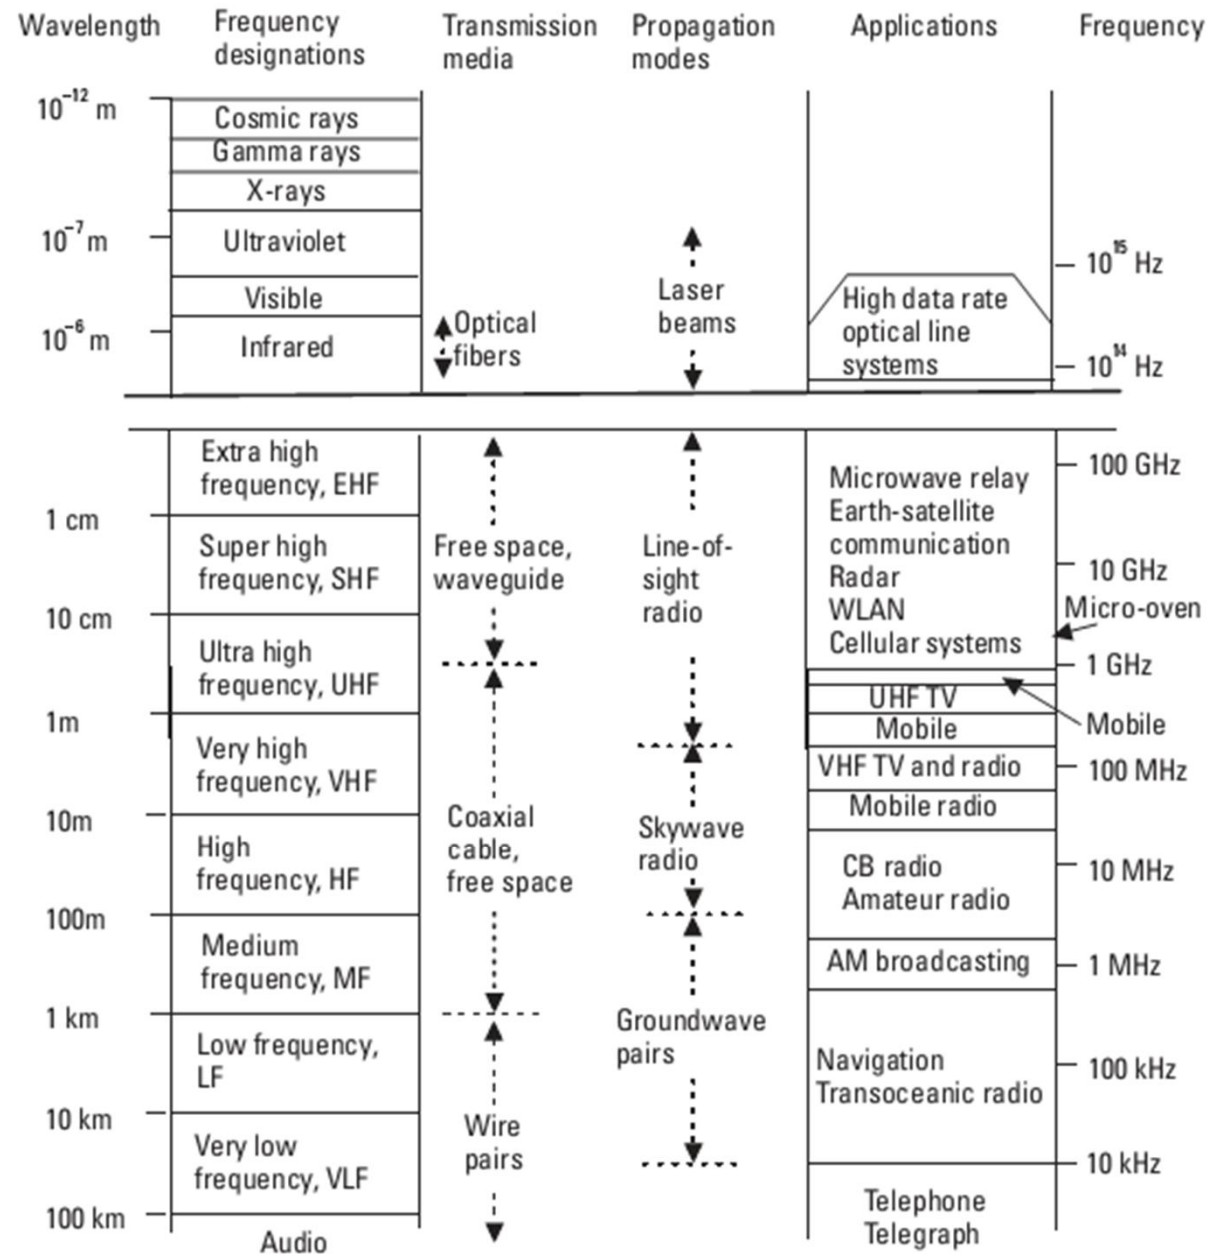 Wavelength
Frequency
designations
Transmission
media
Propagation
modes
Applications
Frequency
10⁻¹² m
10⁻⁷ m
10⁻⁶ m
1 cm
10 cm
1m
10m
100m
1 km
10 km
100 km
Cosmic rays
Gamma rays
X-rays
Ultraviolet
Visible
Infrared
Extra high
frequency, EHF
Super high
frequency, SHF
Ultra high
frequency, UHF
Very high
frequency, VHF
High
frequency, HF
Medium
frequency, MF
Low frequency,
LF
Very low
frequency, VLF
Audio
Optical
fibers
Free space,
waveguide
Coaxial
cable,
free space
Wire
pairs
Laser
beams
Line-of-
sight
radio
Skywave
radio
Groundwave
pairs
High data rate
optical line
systems
Microwave relay
Earth-satellite
communication
Radar
WLAN
Cellular systems
UHF TV
Mobile
VHF TV and radio
Mobile radio
CB radio
Amateur radio
AM broadcasting
Navigation
Transoceanic radio
Telephone
Telegraph
10¹⁵ Hz
10¹⁴ Hz
100 GHz
10 GHz
Micro-oven
1 GHz
Mobile
100 MHz
10 MHz
1 MHz
100 kHz
10 kHz